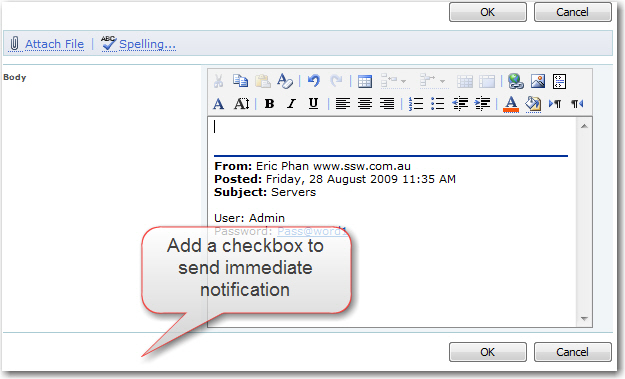 OK Cancel
Attach File | ABC Spelling...
Body
A A B I U A
From: Eric Phan www.ssw.com.au
Posted: Friday, 28 August 2009 11:35 AM
Subject: Servers
User: Admin
Password: Pass@word1
Add a checkbox to
send immediate
notification
OK Cancel